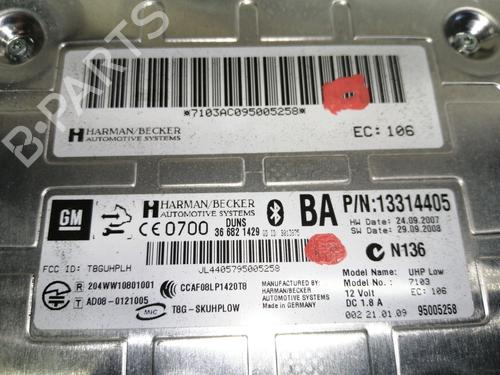 *7103AC095005258*
HARMAN/BECKER
AUTOMOTIVE SYSTEMS
EC: 106
B-PARTS
GM
HARMAN/BECKER
AUTOMOTIVE SYSTEMS
BA P/N:13314405
HW Date: 24.09.2007
SW Date: 29.09.2008
CE0700
DUNS
36 682 1429
N136
FCC ID: T8GUHPLH
JL4405795005258
R 204WW10801001
T AD08-0121005
CCAF08LP1420T8
MIC T8G-SKUHPLOW
MANUFACTURED BY:
HARMAN/BECKER
AUTOMOTIVE SYSTEMS
Made in Germany
Model Name: UHP Low
Model No.: 7103
12 Volt EC: 106
DC 1.8 A
002 21.01.09 95005258